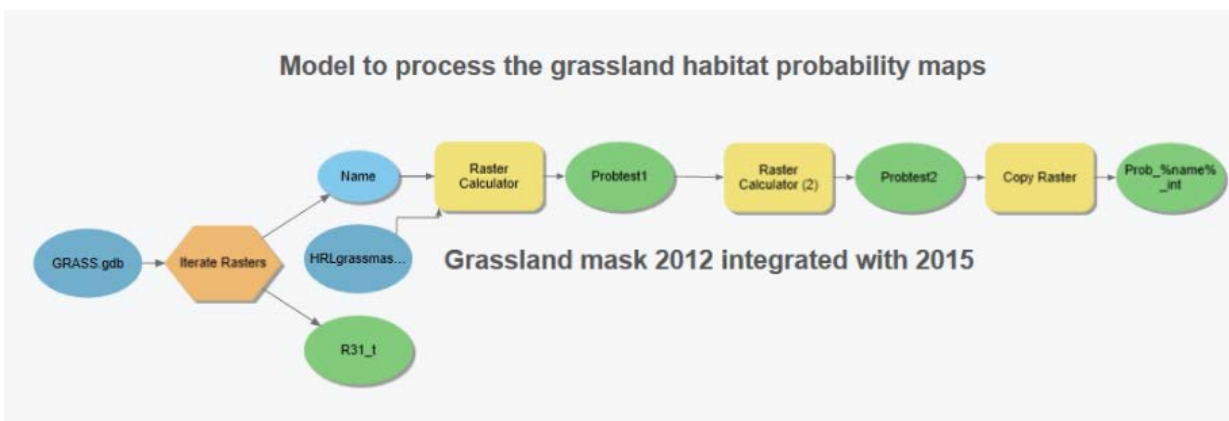 Model to process the grassland habitat probability maps
Name
Raster
Calculator
Probtest1
Raster
Calculator (2)
Probtest2
Copy Raster
Prob_%name%
_int
GRASS.gdb
Iterate Rasters
HRLgrassmas...
Grassland mask 2012 integrated with 2015
R31_t